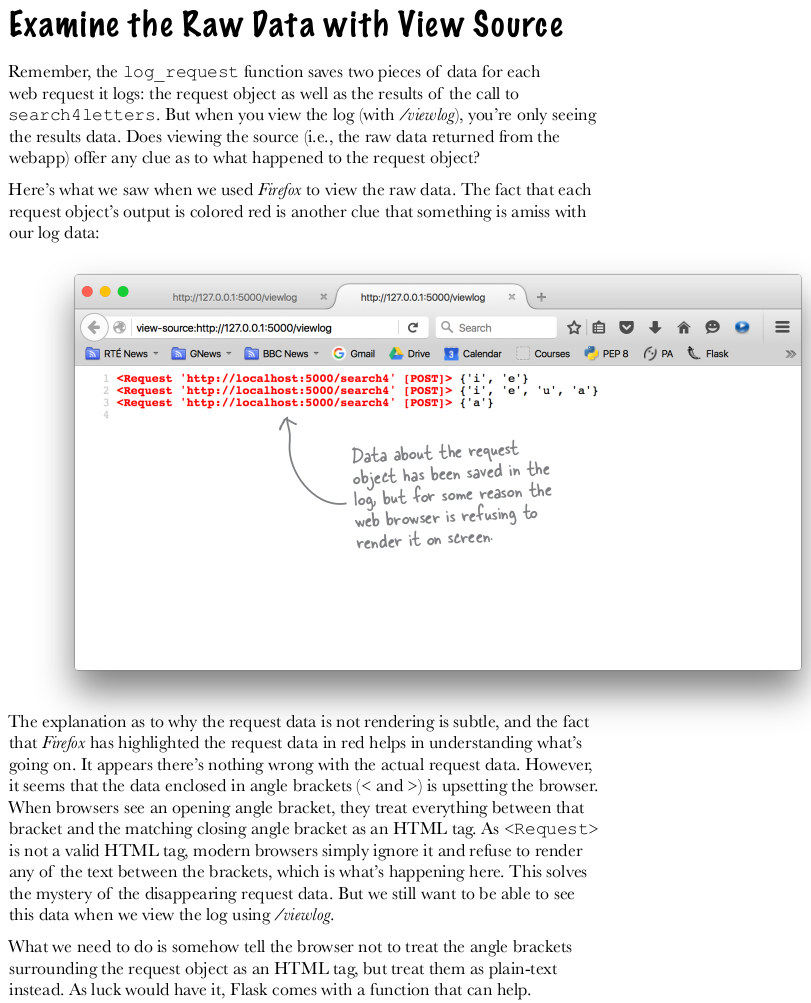 Examine the Raw Data with View Source
Remember, the log_request function saves two pieces of data for each
web request it logs: the request object as well as the results of the call to
search4letters. But when you view the log (with /viewlog), you’re only seeing
the results data. Does viewing the source (i.e., the raw data returned from the
webapp) offer any clue as to what happened to the request object?
Here’s what we saw when we used Firefox to view the raw data. The fact that each
request object’s output is colored red is another clue that something is amiss with
our log data:
http://127.0.0.1:5000/viewlog × http://127.0.0.1:5000/viewlog × +
view-source:http://127.0.0.1:5000/viewlog Search
RTÉ News GNews BBC News Gmail Drive 3 Calendar Courses PEP 8 PA Flask »
1 <Request 'http://localhost:5000/search4' [POST]> {'i', 'e'}
2 <Request 'http://localhost:5000/search4' [POST]> {'i', 'e', 'u', 'a'}
3 <Request 'http://localhost:5000/search4' [POST]> {'a'}
4
Data about the request
object has been saved in the
log, but for some reason the
web browser is refusing to
render it on screen.
The explanation as to why the request data is not rendering is subtle, and the fact
that Firefox has highlighted the request data in red helps in understanding what’s
going on. It appears there’s nothing wrong with the actual request data. However,
it seems that the data enclosed in angle brackets (< and >) is upsetting the browser.
When browsers see an opening angle bracket, they treat everything between that
bracket and the matching closing angle bracket as an HTML tag. As <Request>
is not a valid HTML tag, modern browsers simply ignore it and refuse to render
any of the text between the brackets, which is what’s happening here. This solves
the mystery of the disappearing request data. But we still want to be able to see
this data when we view the log using /viewlog.
What we need to do is somehow tell the browser not to treat the angle brackets
surrounding the request object as an HTML tag, but treat them as plain-text
instead. As luck would have it, Flask comes with a function that can help.